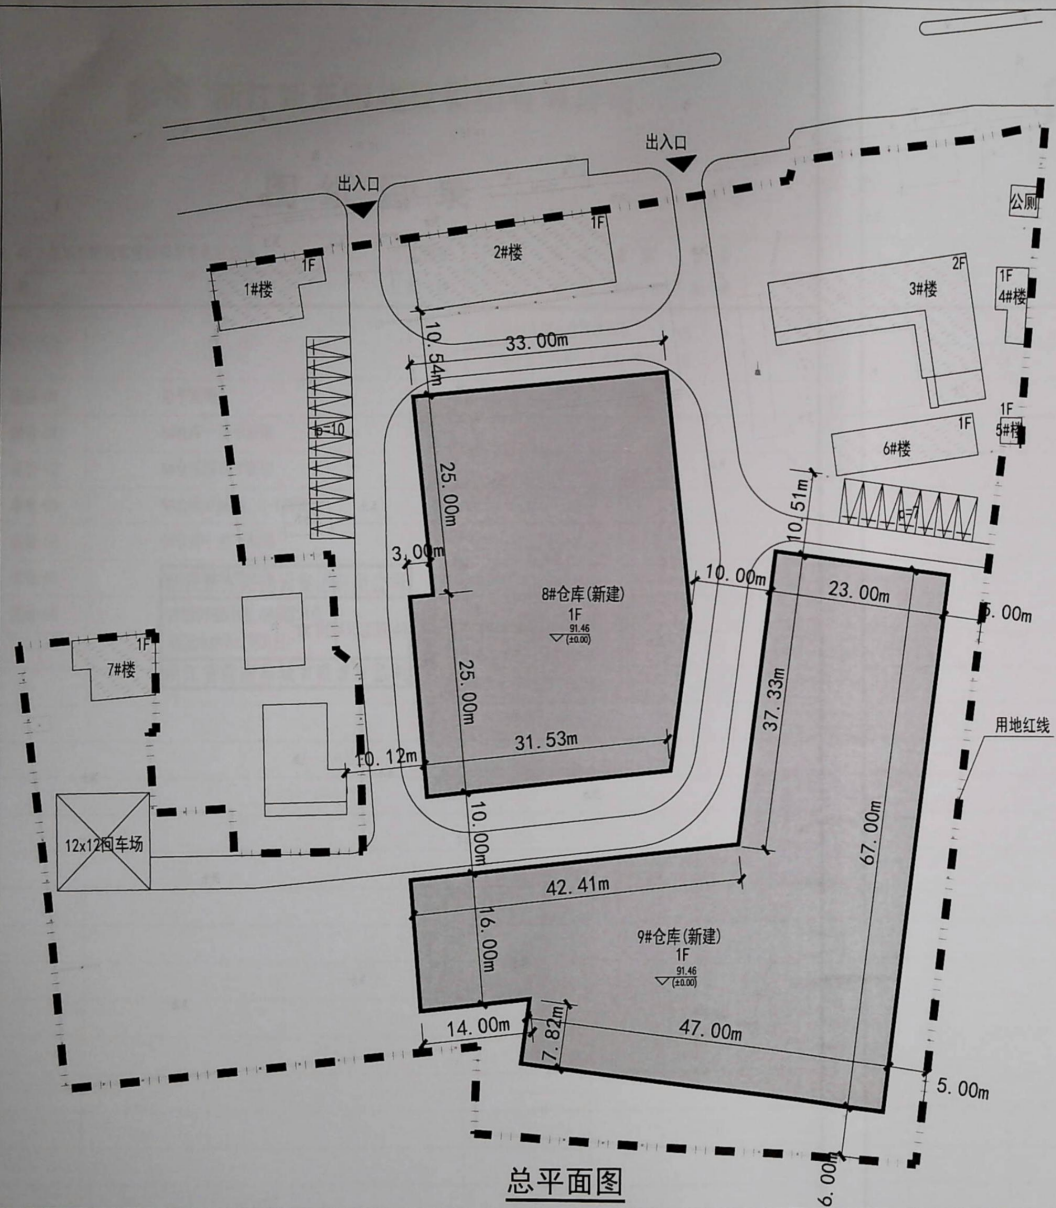 出入口
出入口
公厕
1F
2#楼
1F
1#楼
2F
3#楼
1F
4#楼
10.54m
33.00m
p=10
1F
5#楼
1F
6#楼
25.00m
10.51m
p=7
3.00m
8#仓库(新建)
1F
91.46
(±0.00)
10.00m
23.00m
5.00m
1F
7#楼
25.00m
37.33m
用地红线
31.53m
10.12m
12x12回车场
10.00m
67.00m
42.41m
16.00m
9#仓库(新建)
1F
91.46
(±0.00)
14.00m
7.82m
47.00m
5.00m
6.00m
总平面图